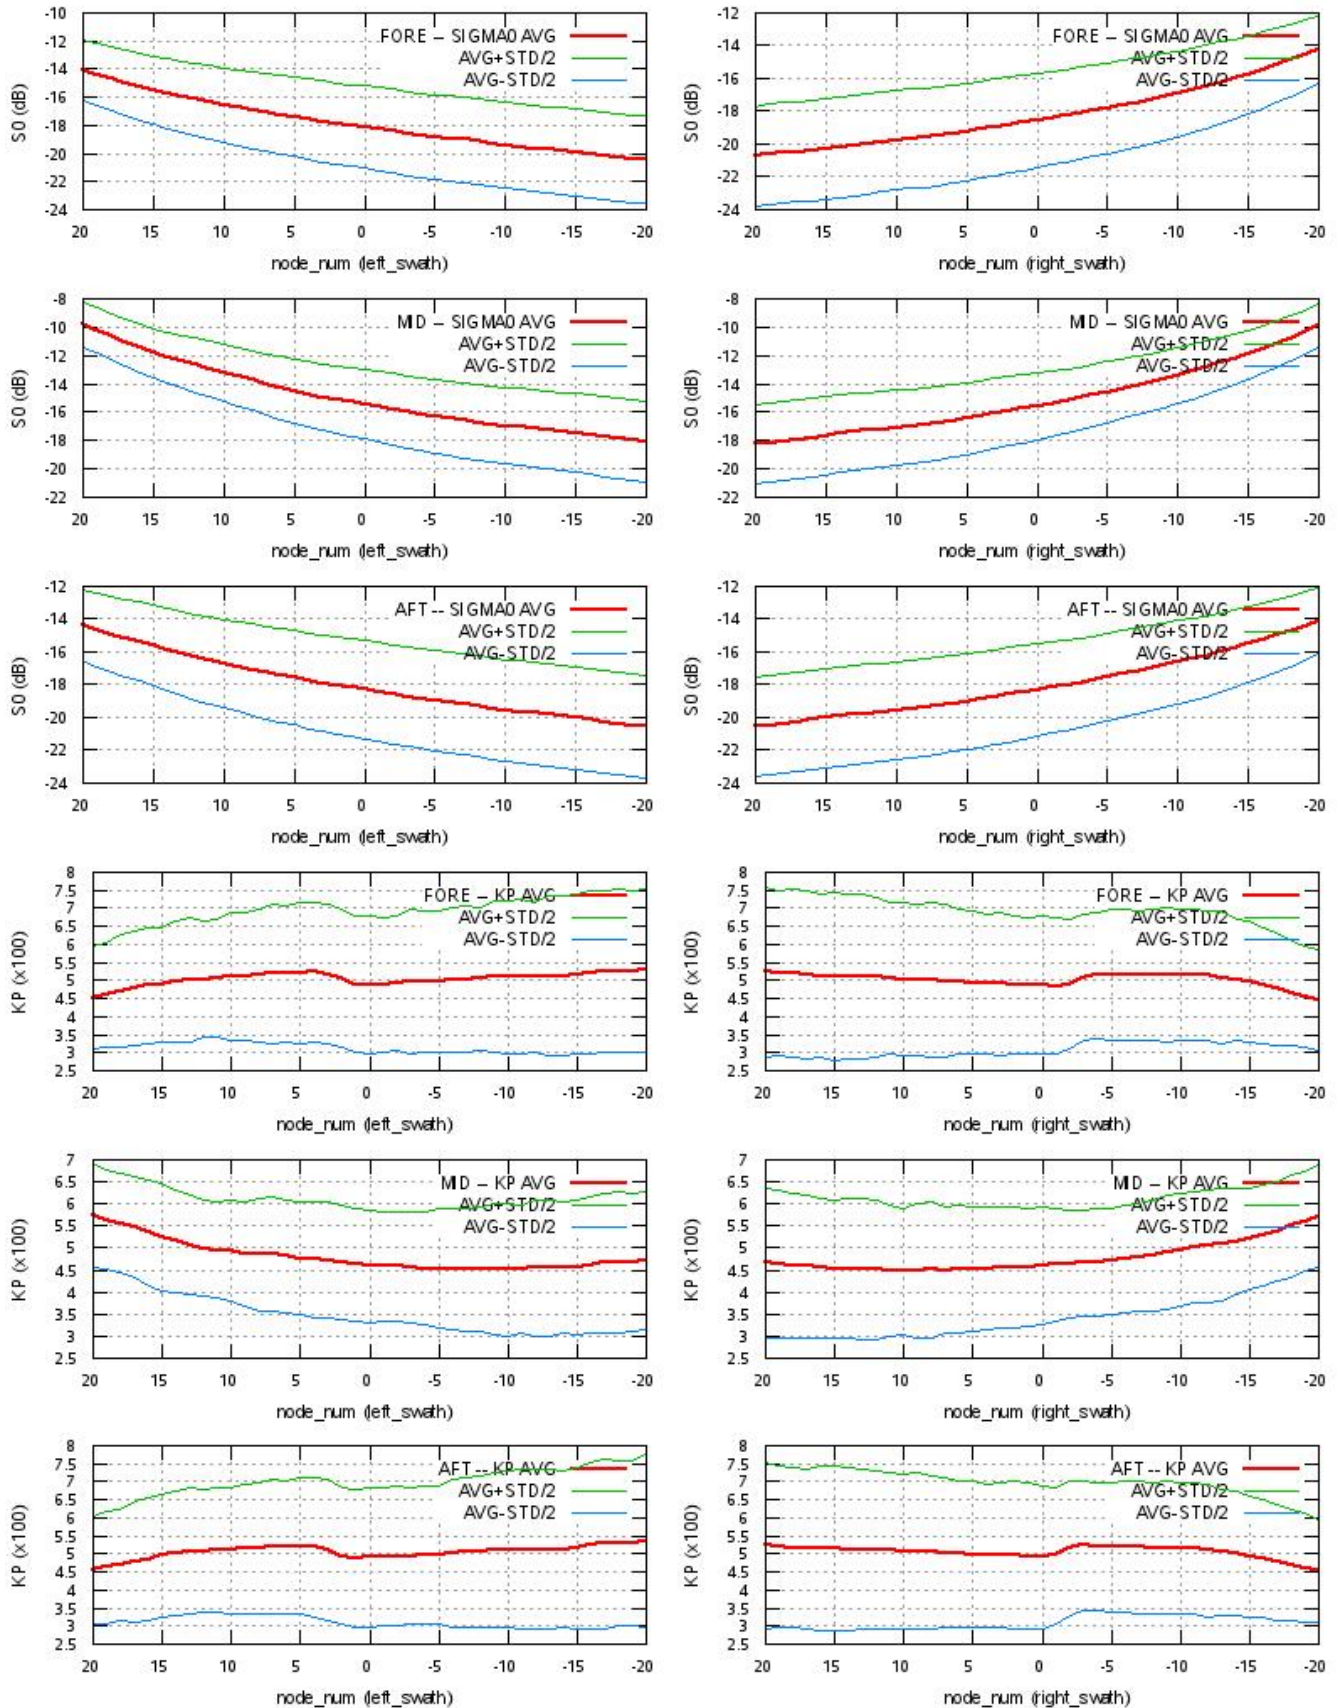 FORE -- SIGMA0 AVG
AVG+STD/2
AVG-STD/2
S0 (dB)
-10
-12
-14
-16
-18
-20
-22
-24
20 15 10 5 0 -5 -10 -15 -20
node_num (left_swath)
FORE -- SIGMA0 AVG
AVG+STD/2
AVG-STD/2
S0 (dB)
-12
-14
-16
-18
-20
-22
-24
20 15 10 5 0 -5 -10 -15 -20
node_num (right_swath)
MID -- SIGMA0 AVG
AVG+STD/2
AVG-STD/2
S0 (dB)
-8
-10
-12
-14
-16
-18
-20
-22
20 15 10 5 0 -5 -10 -15 -20
node_num (left_swath)
MID -- SIGMA0 AVG
AVG+STD/2
AVG-STD/2
S0 (dB)
-8
-10
-12
-14
-16
-18
-20
-22
20 15 10 5 0 -5 -10 -15 -20
node_num (right_swath)
AFT -- SIGMA0 AVG
AVG+STD/2
AVG-STD/2
S0 (dB)
-12
-14
-16
-18
-20
-22
-24
20 15 10 5 0 -5 -10 -15 -20
node_num (left_swath)
AFT -- SIGMA0 AVG
AVG+STD/2
AVG-STD/2
S0 (dB)
-12
-14
-16
-18
-20
-22
-24
20 15 10 5 0 -5 -10 -15 -20
node_num (right_swath)
FORE -- KP AVG
AVG+STD/2
AVG-STD/2
KP (x100)
8
7.5
7
6.5
6
5.5
5
4.5
4
3.5
3
2.5
20 15 10 5 0 -5 -10 -15 -20
node_num (left_swath)
FORE -- KP AVG
AVG+STD/2
AVG-STD/2
KP (x100)
8
7.5
7
6.5
6
5.5
5
4.5
4
3.5
3
2.5
20 15 10 5 0 -5 -10 -15 -20
node_num (right_swath)
MID -- KP AVG
AVG+STD/2
AVG-STD/2
KP (x100)
7
6.5
6
5.5
5
4.5
4
3.5
3
2.5
20 15 10 5 0 -5 -10 -15 -20
node_num (left_swath)
MID -- KP AVG
AVG+STD/2
AVG-STD/2
KP (x100)
7
6.5
6
5.5
5
4.5
4
3.5
3
2.5
20 15 10 5 0 -5 -10 -15 -20
node_num (right_swath)
AFT -- KP AVG
AVG+STD/2
AVG-STD/2
KP (x100)
8
7.5
7
6.5
6
5.5
5
4.5
4
3.5
3
2.5
20 15 10 5 0 -5 -10 -15 -20
node_num (left_swath)
AFT -- KP AVG
AVG+STD/2
AVG-STD/2
KP (x100)
8
7.5
7
6.5
6
5.5
5
4.5
4
3.5
3
2.5
20 15 10 5 0 -5 -10 -15 -20
node_num (right_swath)